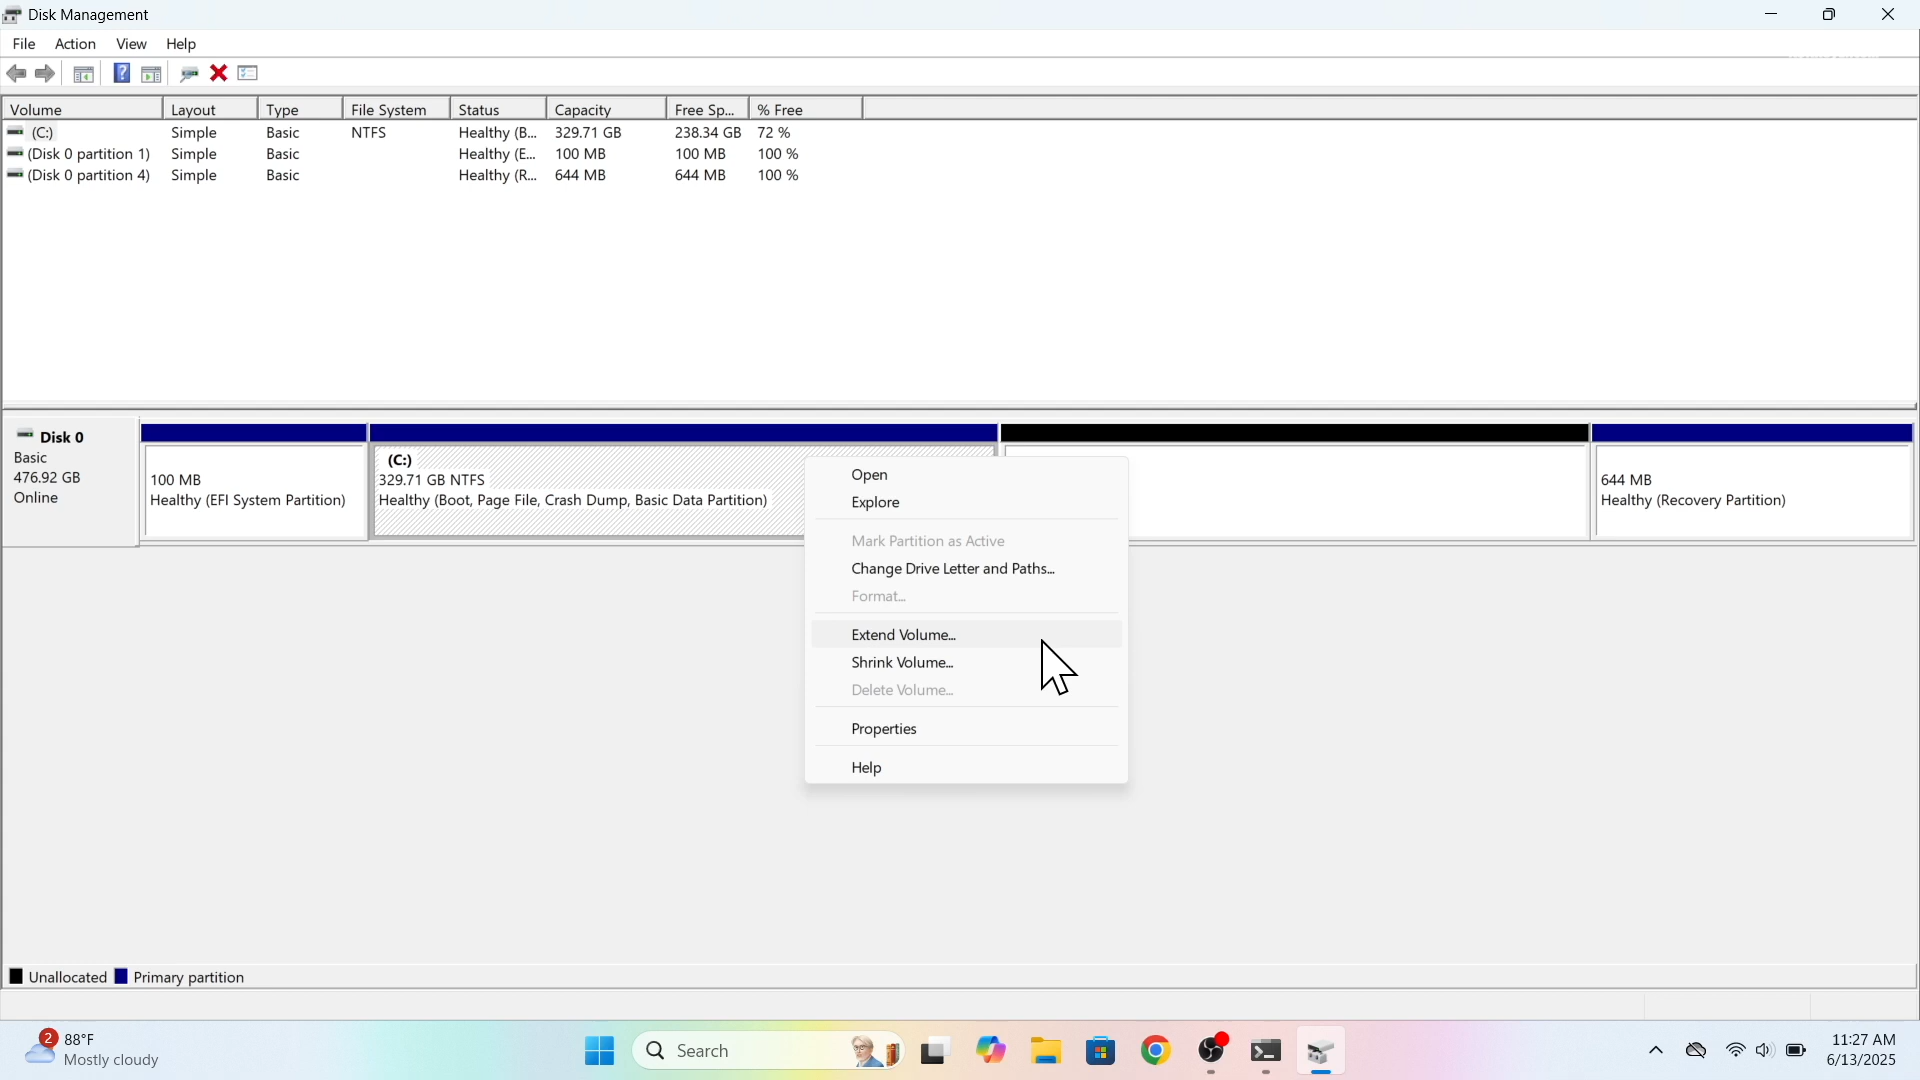 Disk Management
File Action View Help
Volume Layout Type File System Status Capacity Free Sp... % Free
(C:) Simple Basic NTFS Healthy (B... 329.71 GB 238.34 GB 72 %
(Disk 0 partition 1) Simple Basic Healthy (E... 100 MB 100 MB 100 %
(Disk 0 partition 4) Simple Basic Healthy (R... 644 MB 644 MB 100 %
Disk 0
Basic
476.92 GB
Online
100 MB
Healthy (EFI System Partition)
(C:)
329.71 GB NTFS
Healthy (Boot, Page File, Crash Dump, Basic Data Partition)
644 MB
Healthy (Recovery Partition)
Open
Explore
Mark Partition as Active
Change Drive Letter and Paths...
Format...
Extend Volume...
Shrink Volume...
Delete Volume...
Properties
Help
Unallocated Primary partition
2
88°F
Mostly cloudy
Search
11:27 AM
6/13/2025